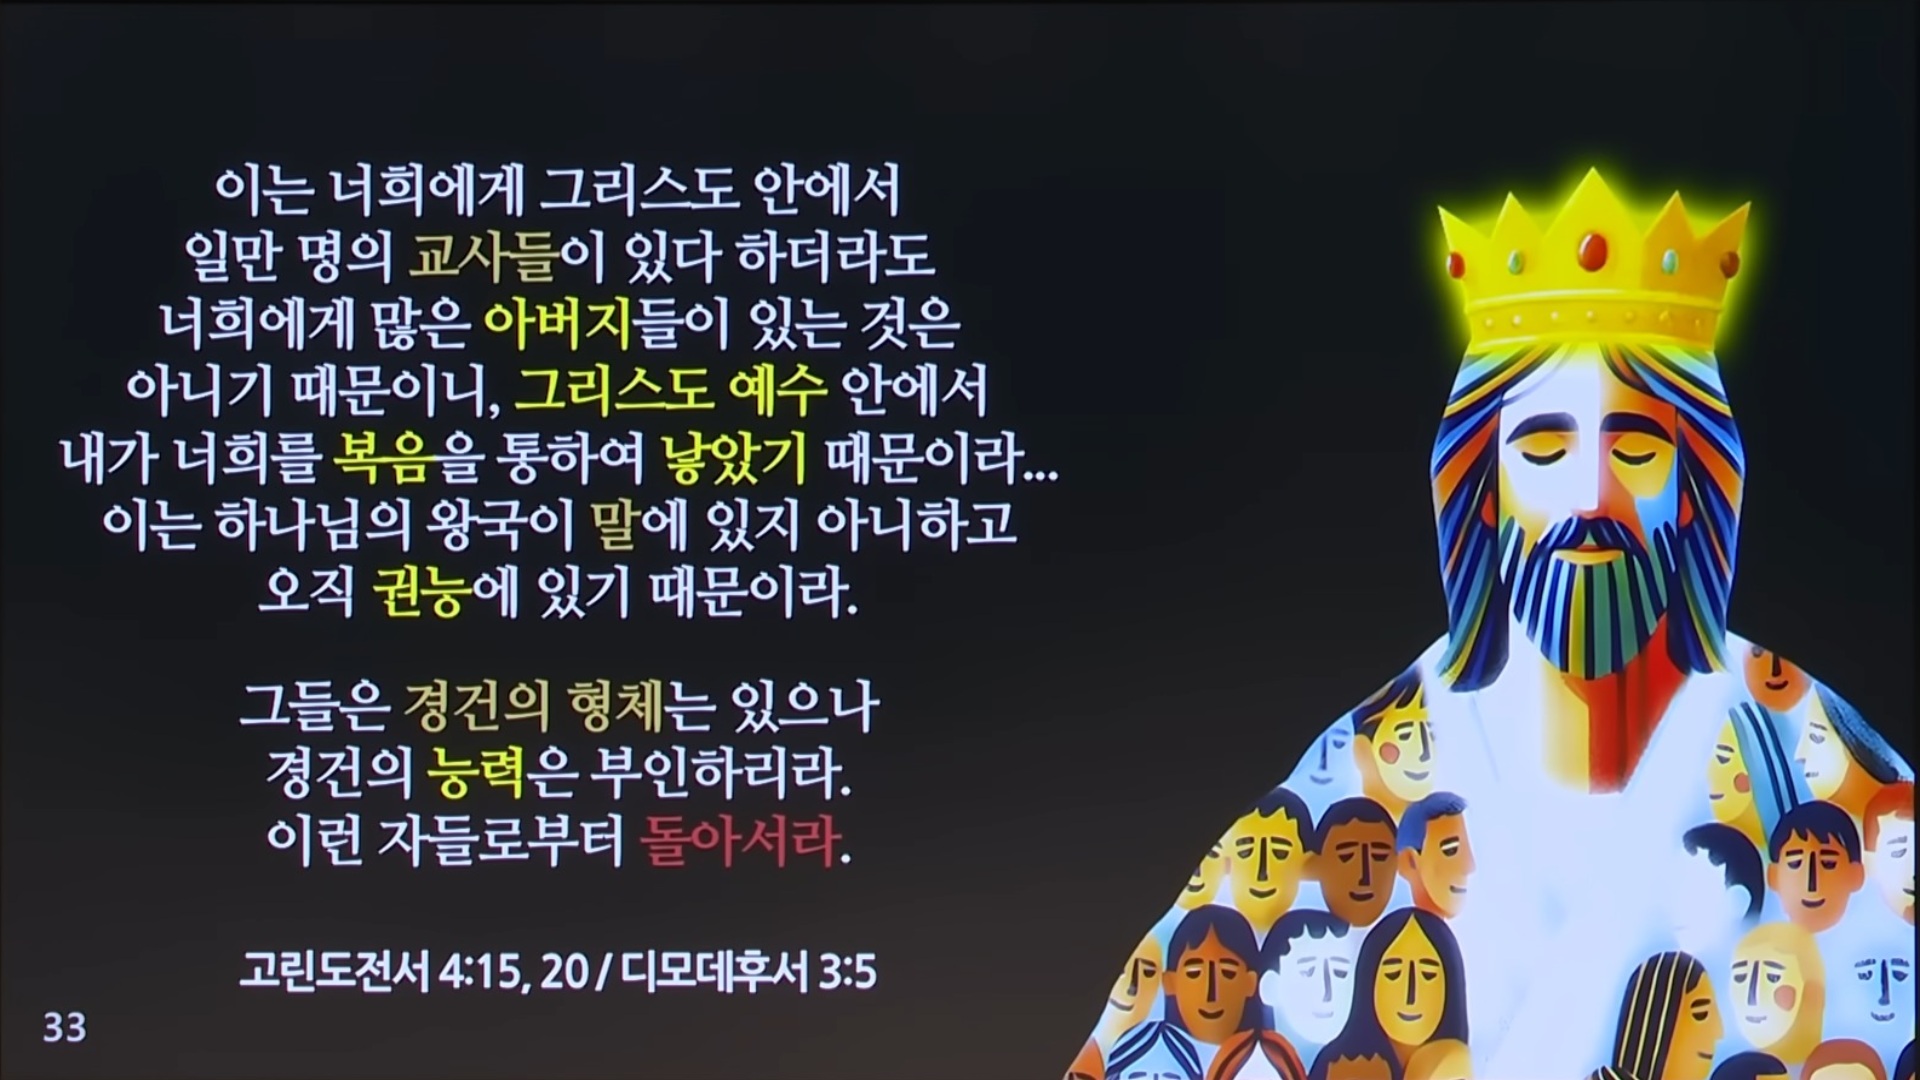 이는 너희에게 그리스도 안에서
일만 명의 교사들이 있다 하더라도
너희에게 많은 아버지들이 있는 것은
아니기 때문이니, 그리스도 예수 안에서
내가 너희를 복음을 통하여 낳았기 때문이라...
이는 하나님의 왕국이 말에 있지 아니하고
오직 권능에 있기 때문이라.
그들은 경건의 형체는 있으나
경건의 능력은 부인하리라.
이런 자들로부터 돌아서라.
고린도전서 4:15, 20 / 디모데후서 3:5
33